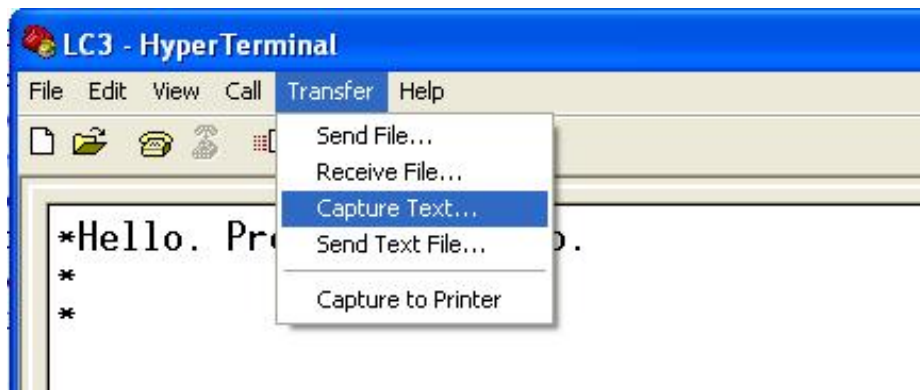 LC3 - HyperTerminal
File Edit View Call Transfer Help
Send File...
Receive File...
Capture Text...
Send Text File...
Capture to Printer
*Hello.
*
*